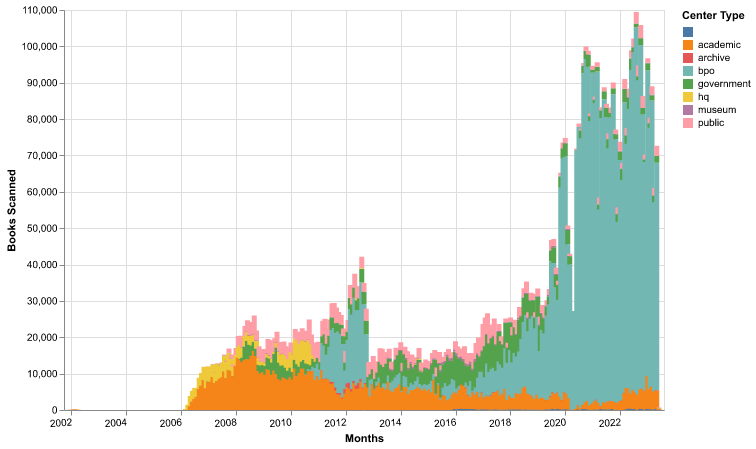 110,000
100,000
90,000
80,000
70,000
60,000
50,000
40,000
30,000
20,000
10,000
0
Books Scanned
2002 2004 2006 2008 2010 2012 2014 2016 2018 2020 2022
Months
Center Type
academic
archive
bpo
government
hq
museum
public